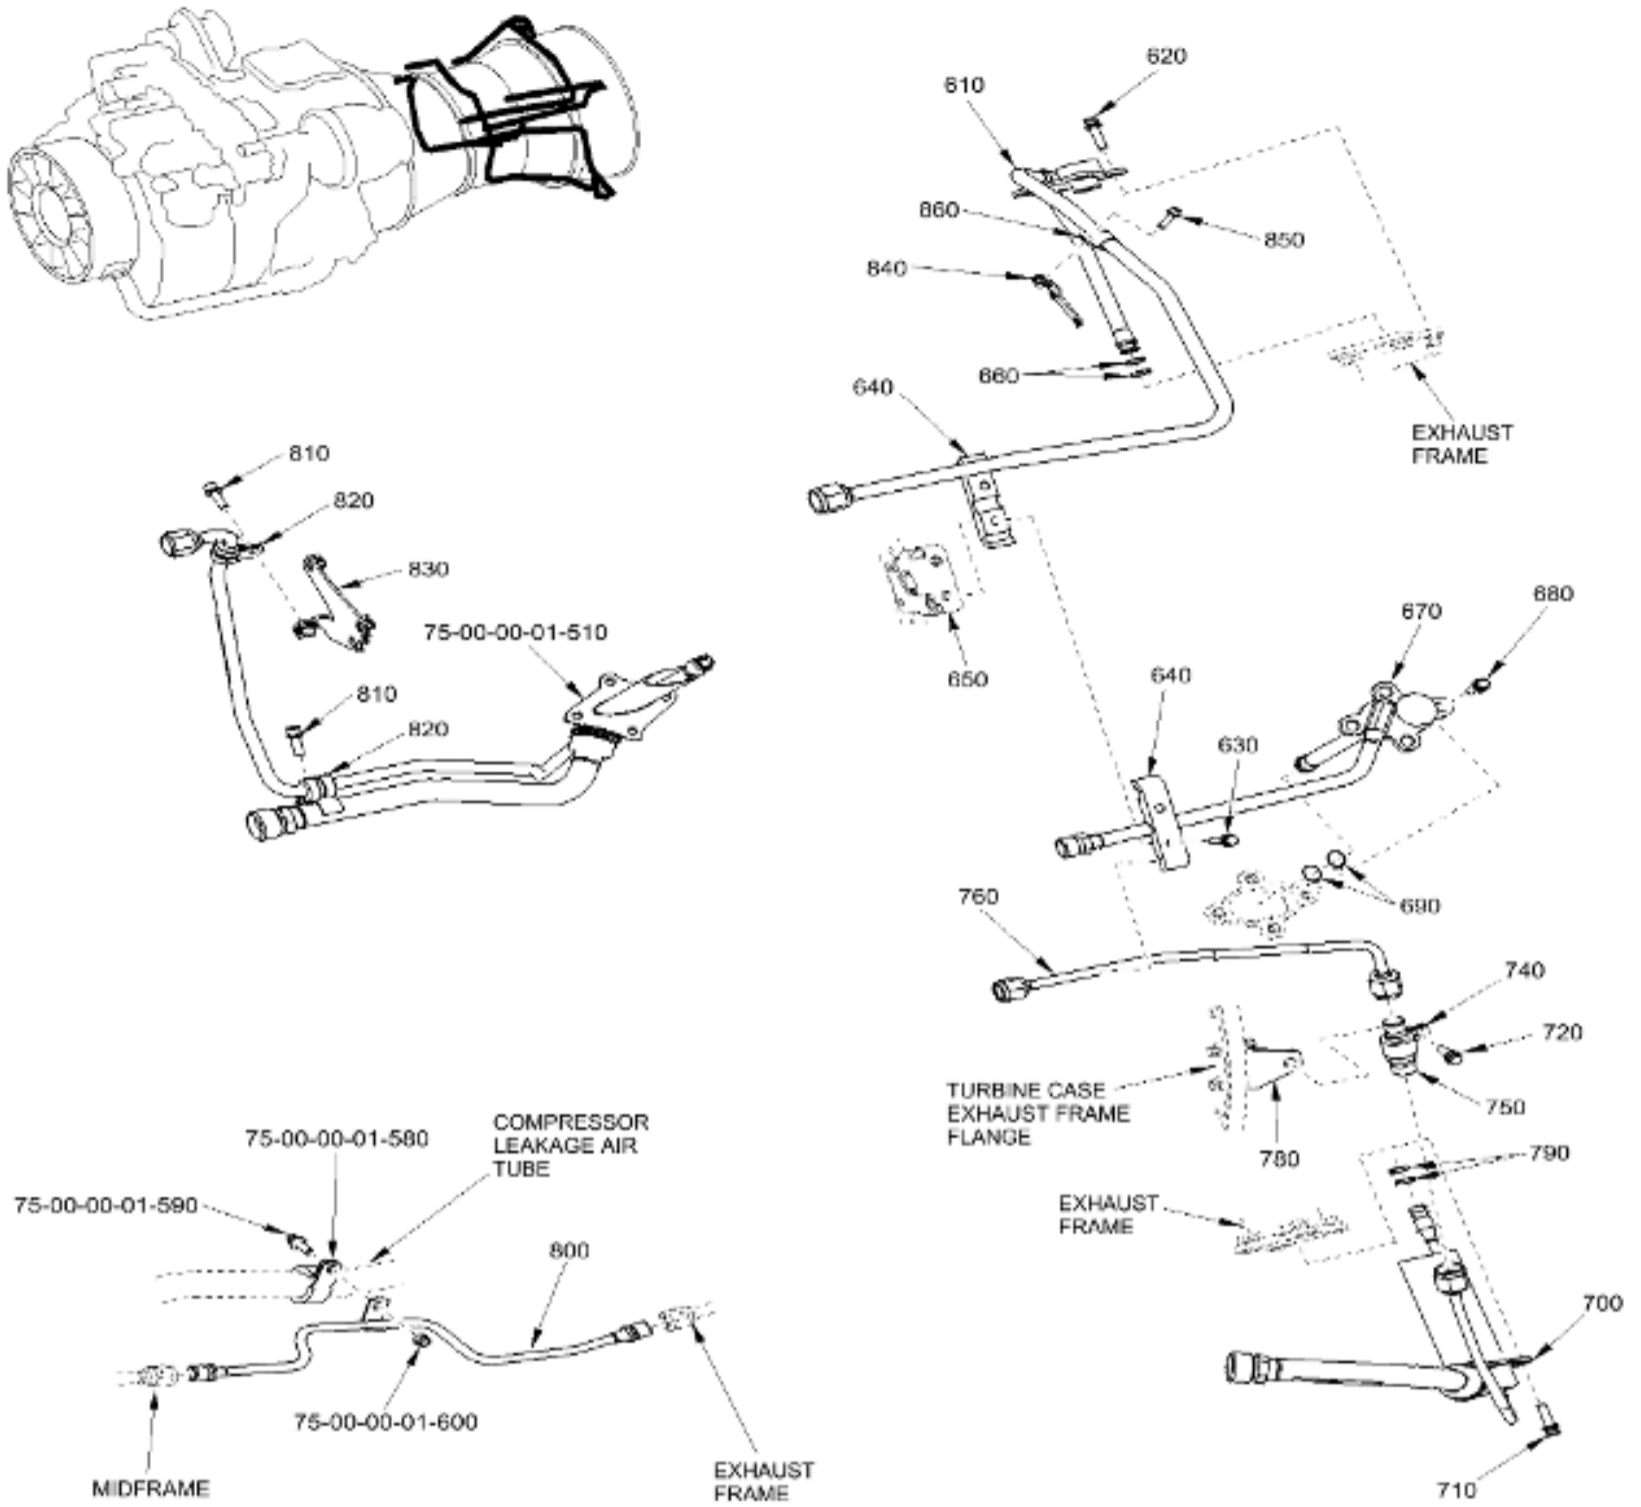 620
610
860
850
840
660
640
EXHAUST
FRAME
810
820
830
75-00-00-01-510
650
680
670
640
810
820
630
760
690
740
720
TURBINE CASE
EXHAUST FRAME
FLANGE
750
780
790
COMPRESSOR
LEAKAGE AIR
TUBE
75-00-00-01-580
75-00-00-01-590
EXHAUST
FRAME
800
700
75-00-00-01-600
MIDFRAME
EXHAUST
FRAME
710